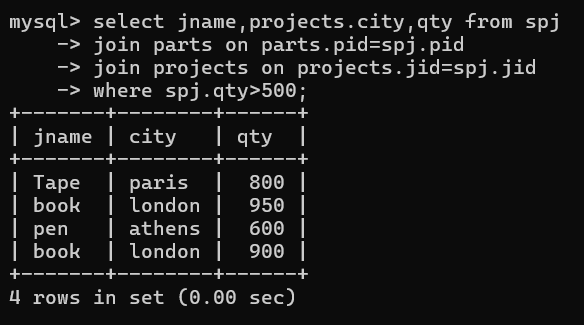 mysql> select jname,projects.city,qty from spj
    -> join parts on parts.pid=spj.pid
    -> join projects on projects.jid=spj.jid
    -> where spj.qty>500;
+-------+--------+------+
| jname | city   | qty  |
+-------+--------+------+
| Tape  | paris  |  800 |
| book  | london |  950 |
| pen   | athens |  600 |
| book  | london |  900 |
+-------+--------+------+
4 rows in set (0.00 sec)